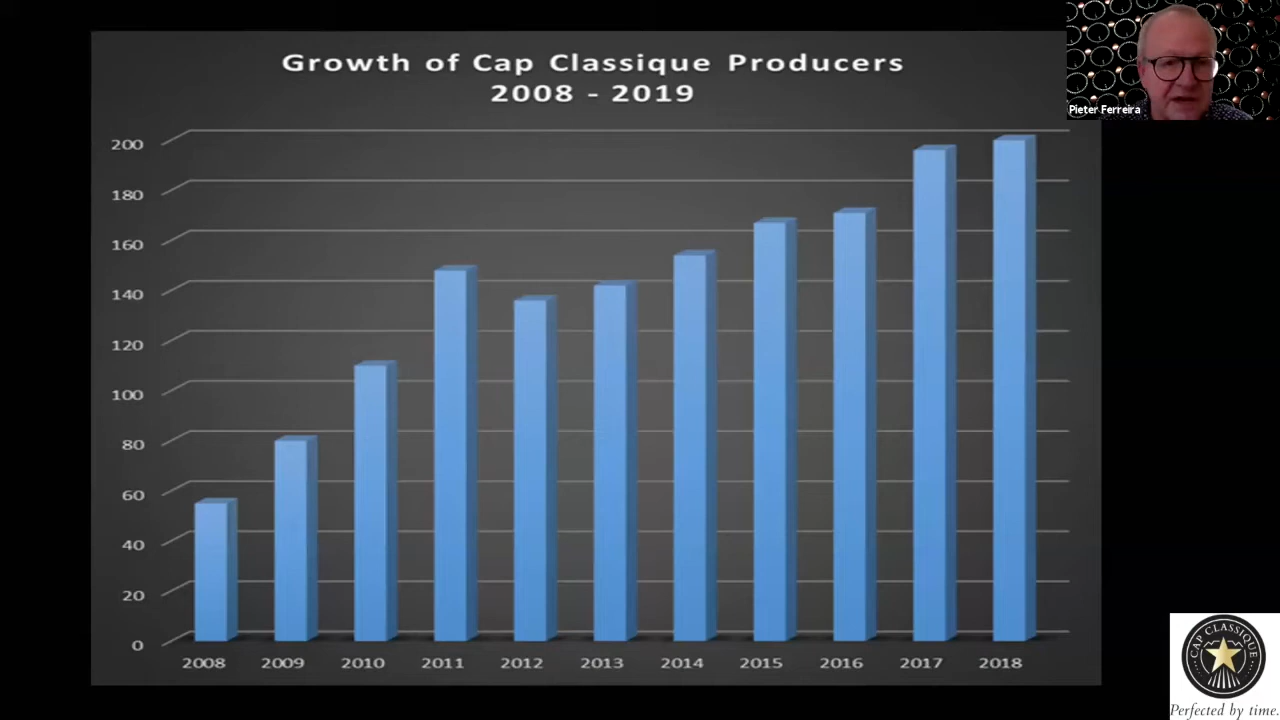 Growth of Cap Classique Producers
2008 - 2019
Pieter Ferreira
200
180
160
140
120
100
80
60
40
20
0
2008 2009 2010 2011 2012 2013 2014 2015 2016 2017 2018
CAP CLASSIQUE
Perfected by time.